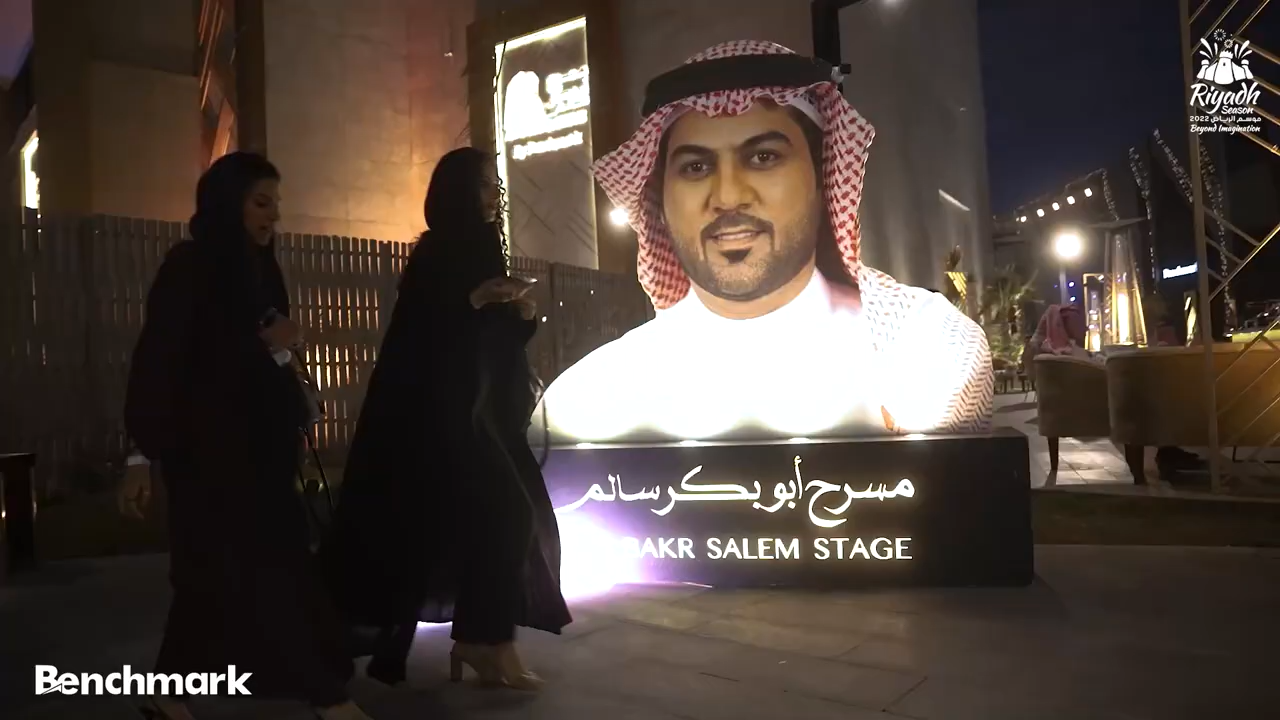 Riyadh
Season
موسم الرياض 2022
Beyond Imagination
مسرح أبو بكر سالم
BAKR SALEM STAGE
Benchmark